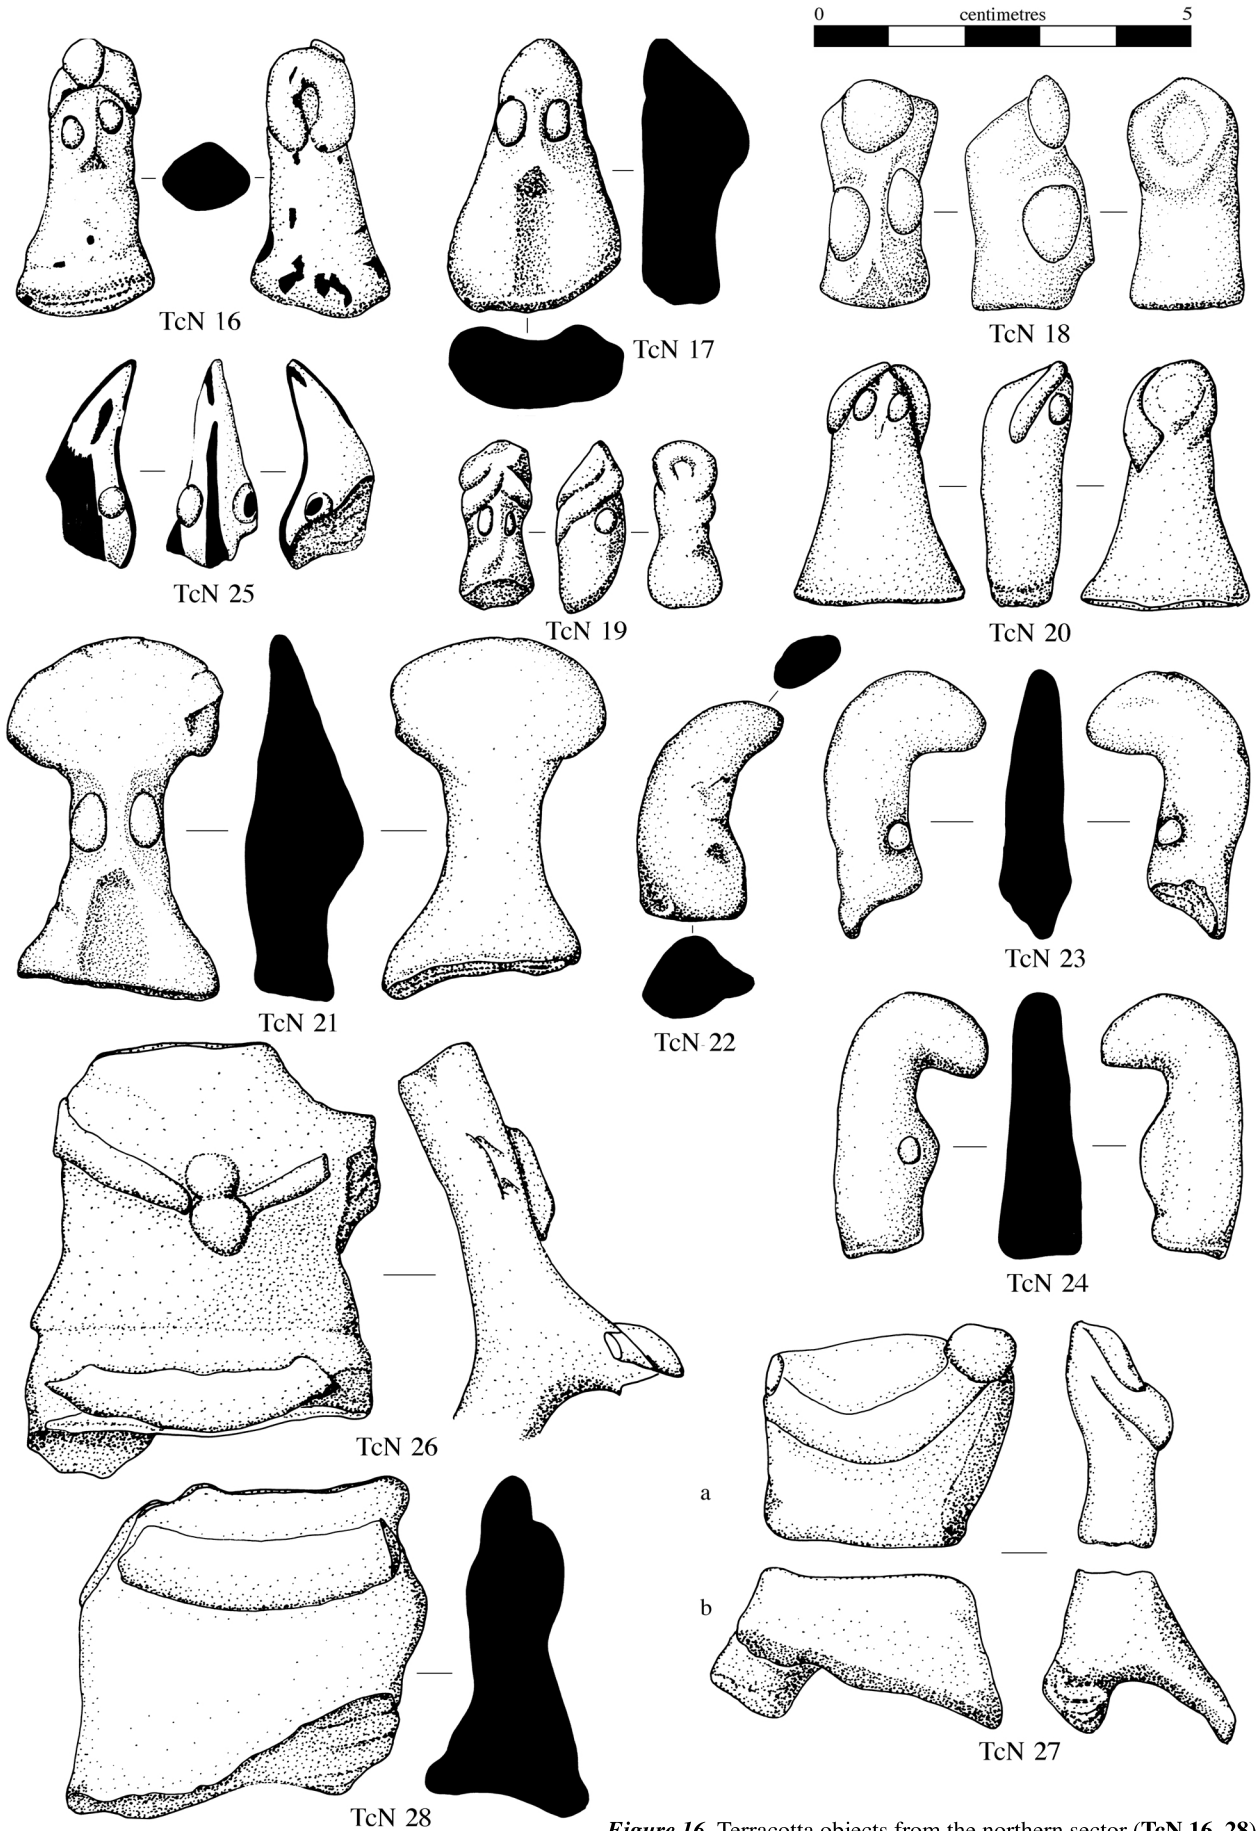 0 centimetres 5
TcN 16
TcN 17
TcN 18
TcN 25
TcN 19
TcN 20
TcN 21
TcN 22
TcN 23
TcN 24
TcN 26
a
b
TcN 27
TcN 28
Figure 16. Terracotta objects from the northern sector (TcN 16–28)